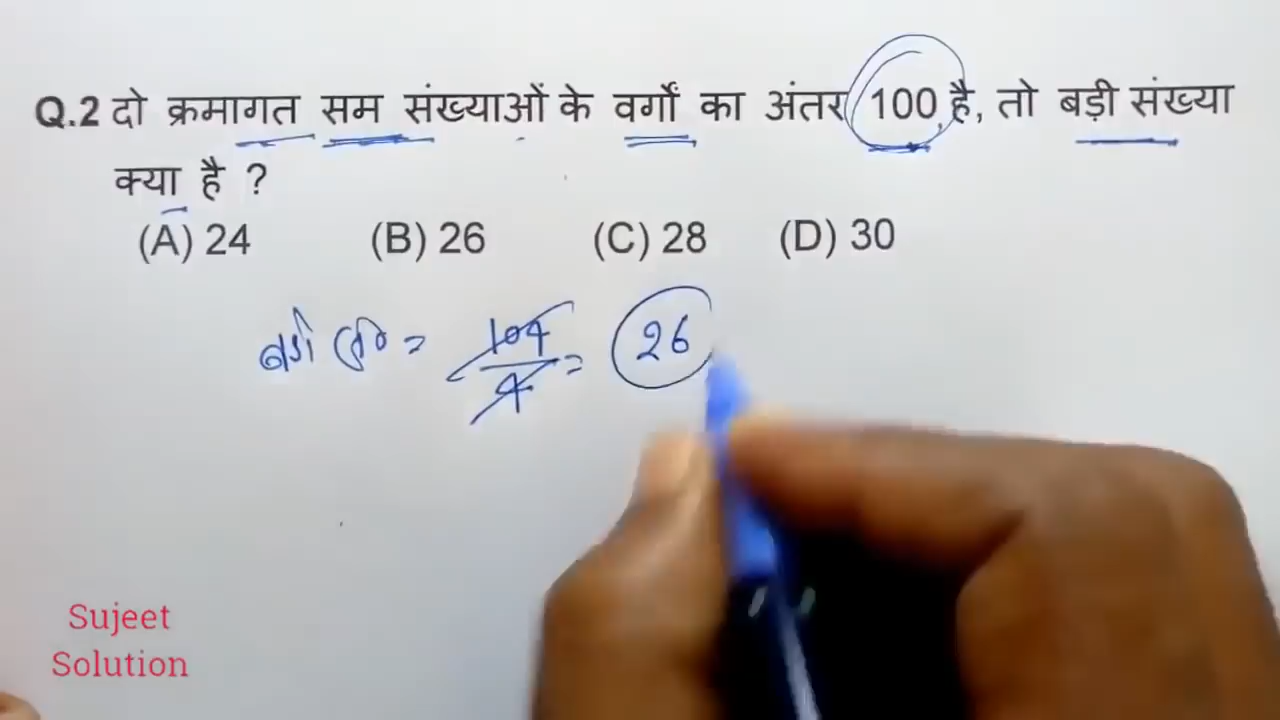 Q.2 दो क्रमागत सम संख्याओं के वर्गों का अंतर 100 है, तो बड़ी संख्या
क्या है ?
(A) 24 (B) 26 (C) 28 (D) 30
= 104/4 = 26
Sujeet
Solution